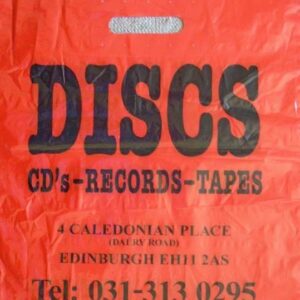 DISCS
CD's-RECORDS-TAPES
4 CALEDONIAN PLACE
(DALRY ROAD)
EDINBURGH EH11 2AS
Tel: 031-313 0295